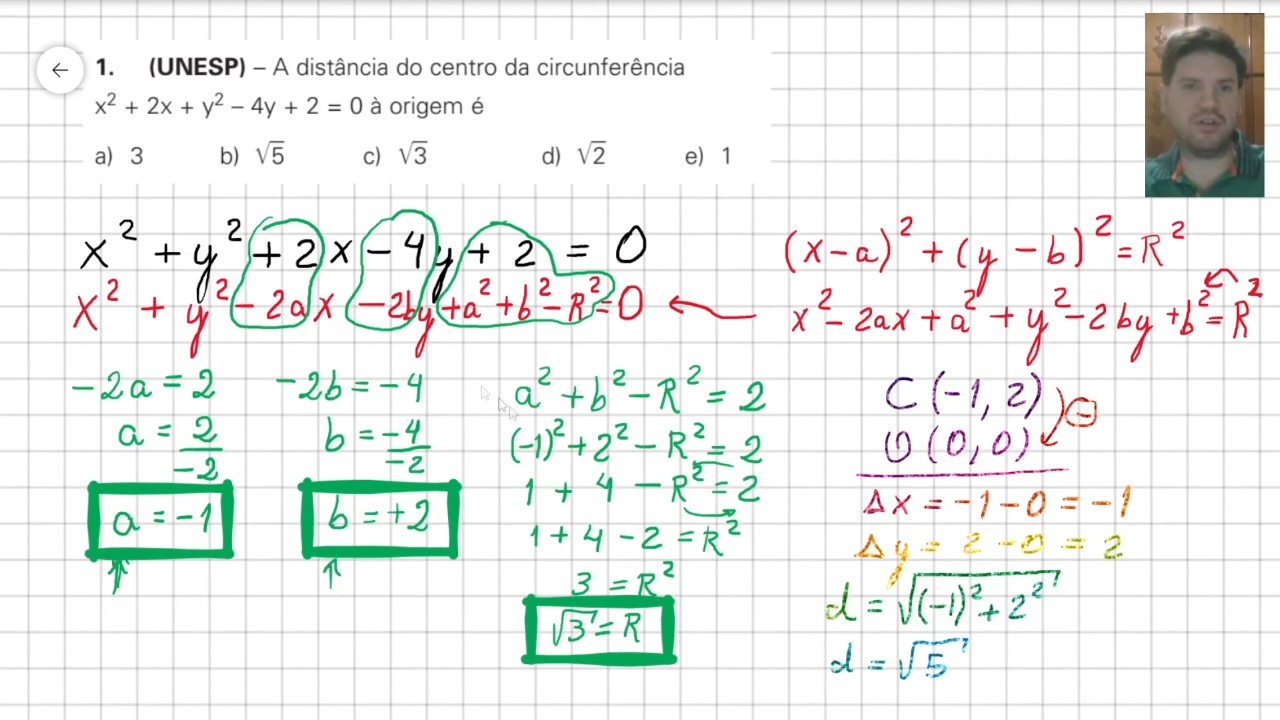 1. (UNESP) – A distância do centro da circunferência
x² + 2x + y² – 4y + 2 = 0 à origem é
a) 3 b) √5 c) √3 d) √2 e) 1
x² + y² + 2x – 4y + 2 = 0
x² + y² – 2ax – 2by + a² + b² – R² = 0
(x – a)² + (y – b)² = R²
x² – 2ax + a² + y² – 2by + b² = R²
–2a = 2
a = 2/–2
a = –1
–2b = –4
b = –4/–2
b = +2
a² + b² – R² = 2
(–1)² + 2² – R² = 2
1 + 4 – R² = 2
1 + 4 – 2 = R²
3 = R²
√3 = R
C (–1, 2)
O (0, 0)
Δx = –1 – 0 = –1
Δy = 2 – 0 = 2
d = √(–1)² + 2²
d = √5